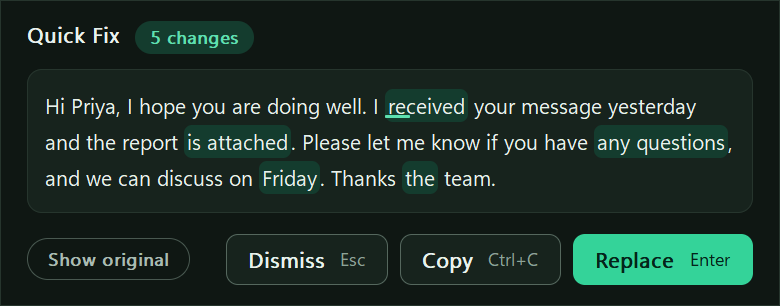 Quick Fix 5 changes
Hi Priya, I hope you are doing well. I received your message yesterday
and the report is attached. Please let me know if you have any questions,
and we can discuss on Friday. Thanks the team.
Show original Dismiss Esc Copy Ctrl+C Replace Enter